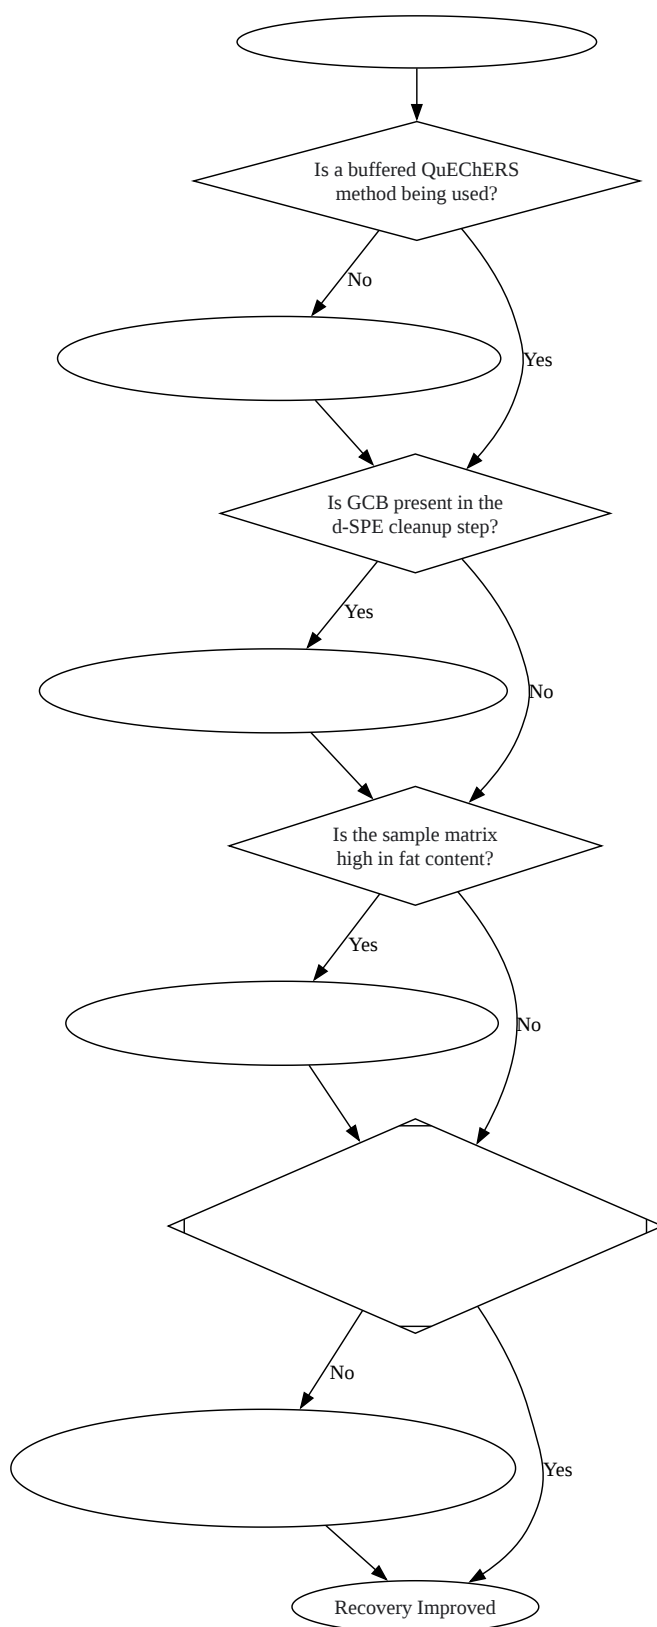 Is a buffered QuEChERS
method being used?
No
Yes
Is GCB present in the
d-SPE cleanup step?
Yes
No
Is the sample matrix
high in fat content?
Yes
No
No
Yes
Recovery Improved